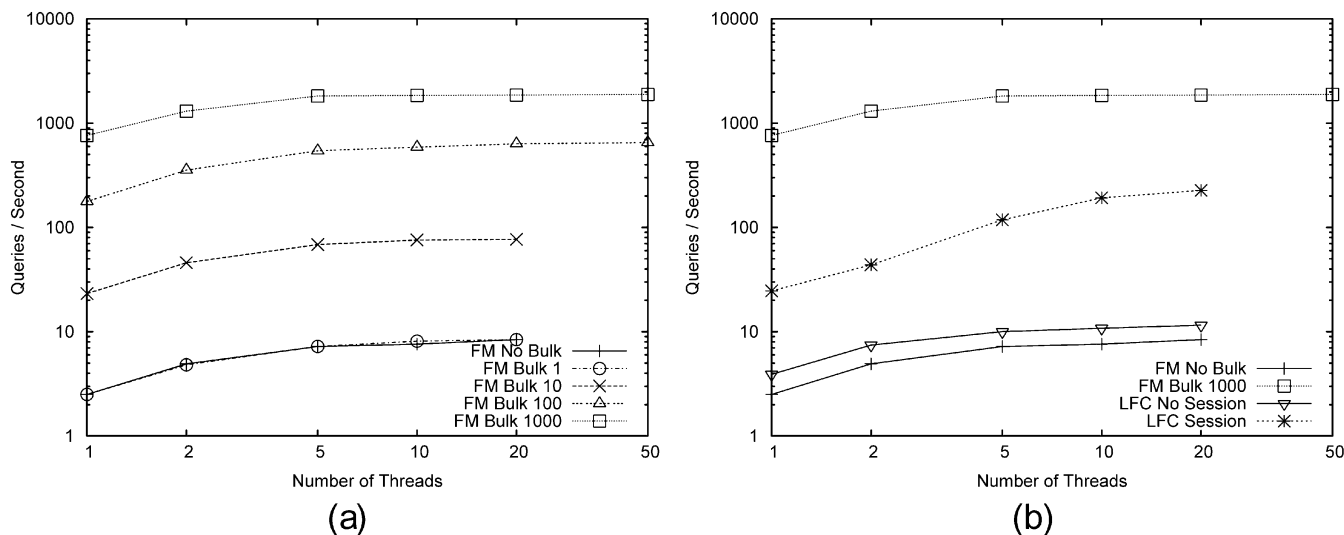 10000
1000
100
10
1
Queries / Second
1 2 5 10 20 50
Number of Threads
FM No Bulk
FM Bulk 1
FM Bulk 10
FM Bulk 100
FM Bulk 1000
(a)
10000
1000
100
10
1
Queries / Second
1 2 5 10 20 50
Number of Threads
FM No Bulk
FM Bulk 1000
LFC No Session
LFC Session
(b)